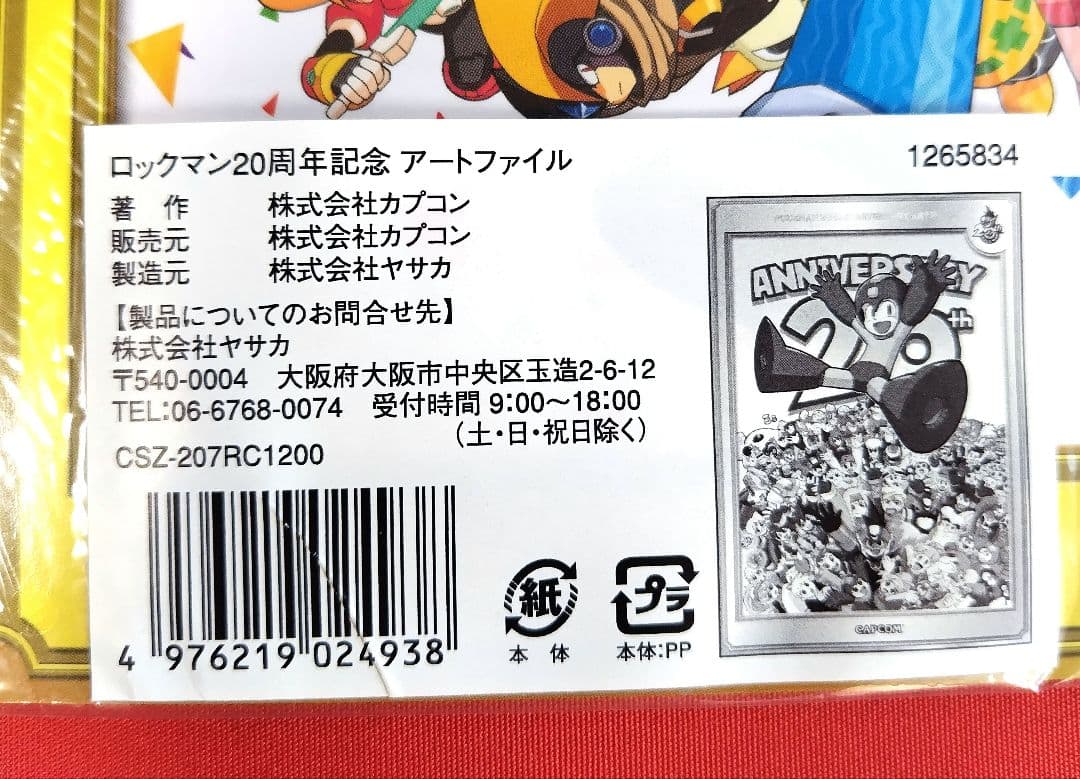 ロックマン20周年記念 アートファイル
1265834
著 作 株式会社カプコン
販売元 株式会社カプコン
製造元 株式会社ヤサカ
【製品についてのお問合せ先】
株式会社ヤサカ
〒540-0004 大阪府大阪市中央区玉造2-6-12
TEL:06-6768-0074 受付時間 9:00〜18:00
(土・日・祝日除く)
CSZ-207RC1200
4 976219 024938
紙
本 体
プラ
本体:PP
ANNIVERSARY
20th
CAPCOM